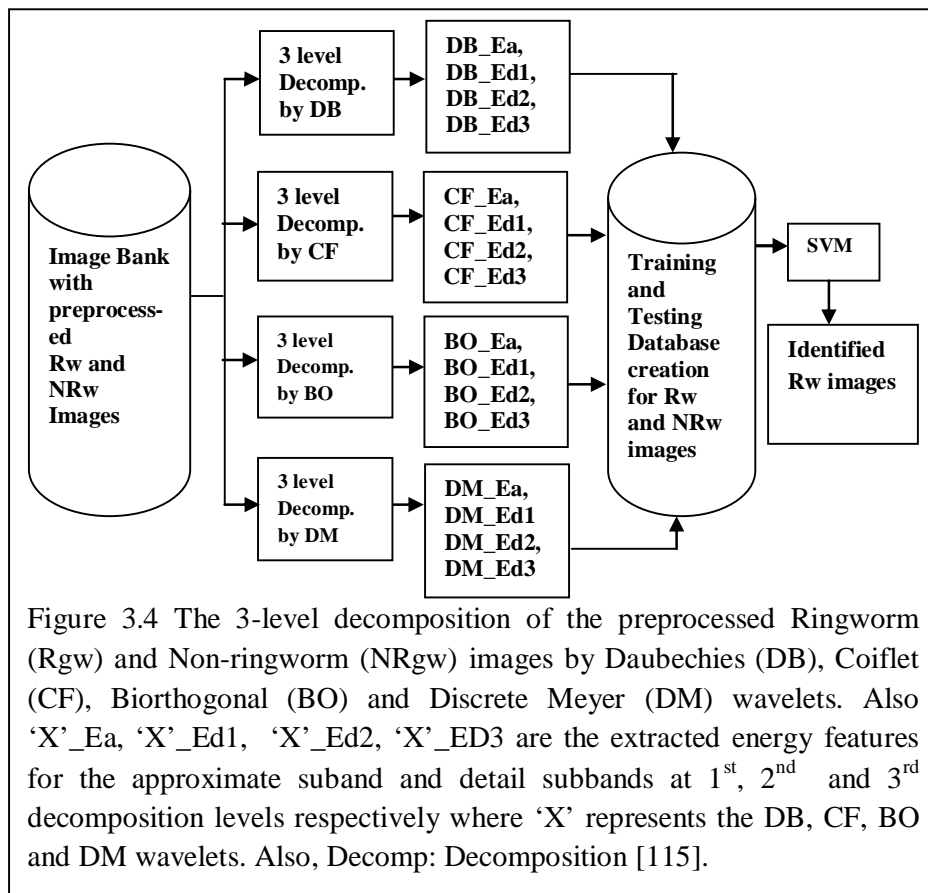 Image Bank
with
preprocess-
ed
Rw and
NRw
Images
3 level
Decomp.
by DB
DB_Ea,
DB_Ed1,
DB_Ed2,
DB_Ed3
3 level
Decomp.
by CF
CF_Ea,
CF_Ed1,
CF_Ed2,
CF_Ed3
3 level
Decomp.
by BO
BO_Ea,
BO_Ed1,
BO_Ed2,
BO_Ed3
3 level
Decomp.
by DM
DM_Ea,
DM_Ed1
DM_Ed2,
DM_Ed3
Training
and
Testing
Database
creation
for Rw
and NRw
images
SVM
Identified
Rw images
Figure 3.4 The 3-level decomposition of the preprocessed Ringworm
(Rgw) and Non-ringworm (NRgw) images by Daubechies (DB), Coiflet
(CF), Biorthogonal (BO) and Discrete Meyer (DM) wavelets. Also
‘X’_Ea, ‘X’_Ed1, ‘X’_Ed2, ‘X’_ED3 are the extracted energy features
for the approximate suband and detail subbands at 1st, 2nd and 3rd
decomposition levels respectively where ‘X’ represents the DB, CF, BO
and DM wavelets. Also, Decomp: Decomposition [115].